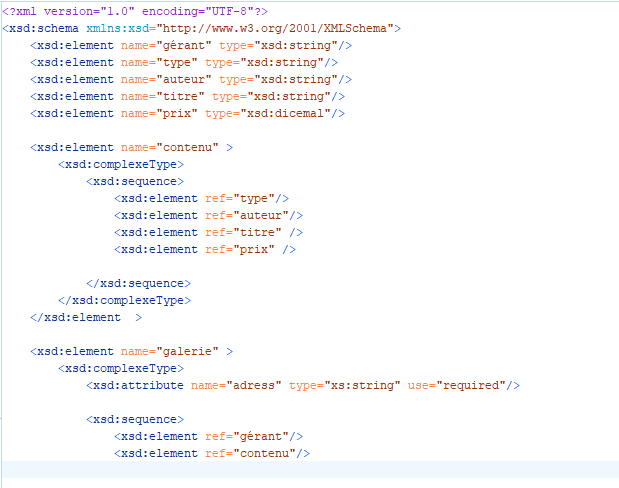 <?xml version="1.0" encoding="UTF-8"?>
<xsd:schema xmlns:xsd="http://www.w3.org/2001/XMLSchema">
<xsd:element name="gérant" type="xsd:string"/>
<xsd:element name="type" type="xsd:string"/>
<xsd:element name="auteur" type="xsd:string"/>
<xsd:element name="titre" type="xsd:string"/>
<xsd:element name="prix" type="xsd:dicemal"/>
<xsd:element name="contenu" >
<xsd:complexeType>
<xsd:sequence>
<xsd:element ref="type"/>
<xsd:element ref="auteur"/>
<xsd:element ref="titre" />
<xsd:element ref="prix" />
</xsd:sequence>
</xsd:complexeType>
</xsd:element  >
<xsd:element name="galerie" >
<xsd:complexeType>
<xsd:attribute name="adress" type="xs:string" use="required"/>
<xsd:sequence>
<xsd:element ref="gérant"/>
<xsd:element ref="contenu"/>